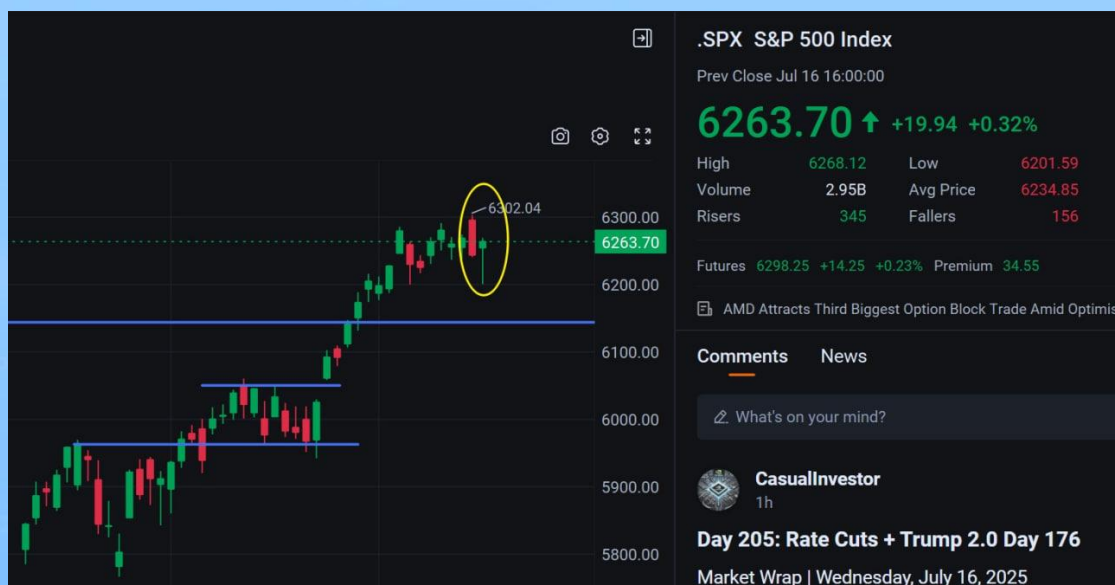 6302.04
6300.00
6263.70
6200.00
6100.00
6000.00
5900.00
5800.00
.SPX S&P 500 Index
Prev Close Jul 16 16:00:00
6263.70 +19.94 +0.32%
High 6268.12 Low 6201.59
Volume 2.95B Avg Price 6234.85
Risers 345 Fallers 156
Futures 6298.25 +14.25 +0.23% Premium 34.55
AMD Attracts Third Biggest Option Block Trade Amid Optimis
Comments News
What's on your mind?
CasualInvestor
1h
Day 205: Rate Cuts + Trump 2.0 Day 176
Market Wrap | Wednesday, July 16, 2025